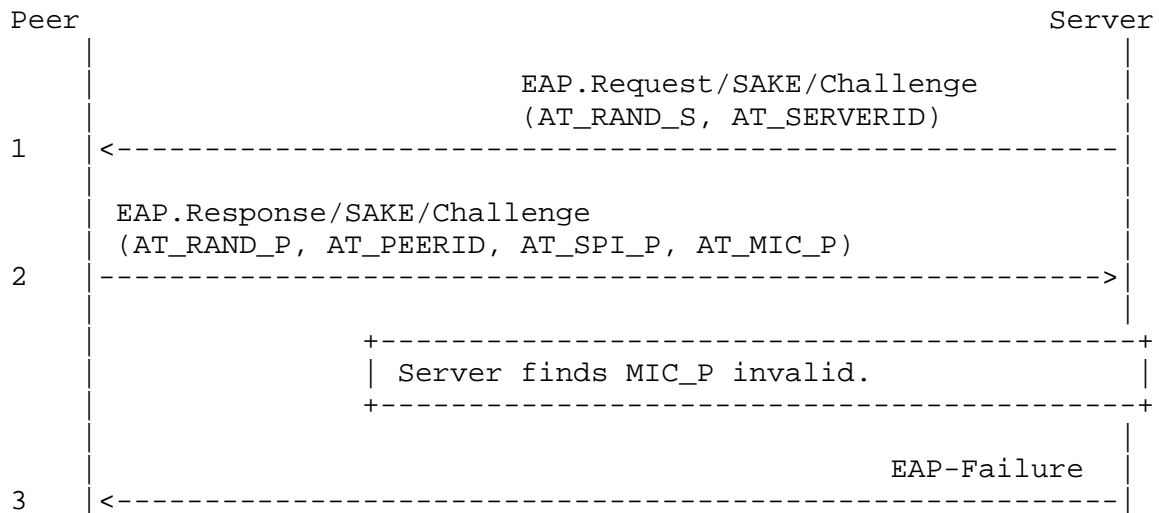 Peer Server
EAP.Request/SAKE/Challenge
(AT_RAND_S, AT_SERVERID)
1
EAP.Response/SAKE/Challenge
(AT_RAND_P, AT_PEERID, AT_SPI_P, AT_MIC_P)
2
Server finds MIC_P invalid.
EAP-Failure
3